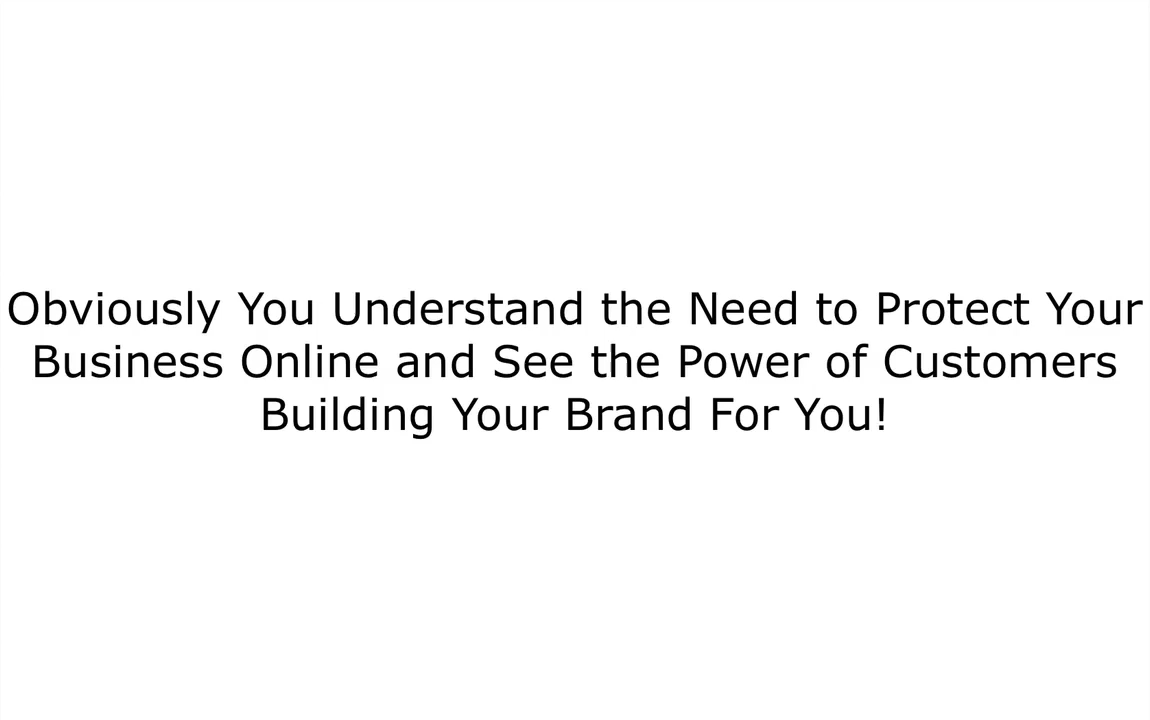 Obviously You Understand the Need to Protect Your
Business Online and See the Power of Customers
Building Your Brand For You!